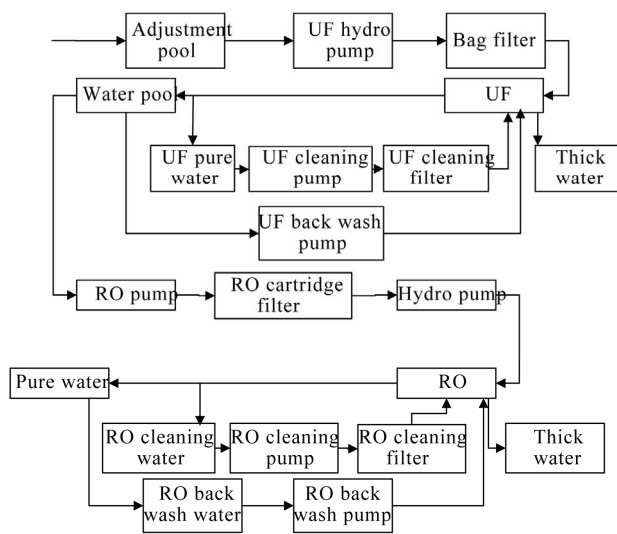 Adjustment
pool
UF hydro
pump
Bag filter
Water pool
UF
UF pure
water
UF cleaning
pump
UF cleaning
filter
Thick
water
UF back wash
pump
RO pump
RO cartridge
filter
Hydro pump
Pure water
RO
RO cleaning
water
RO cleaning
pump
RO cleaning
filter
Thick
water
RO back
wash water
RO back
wash pump